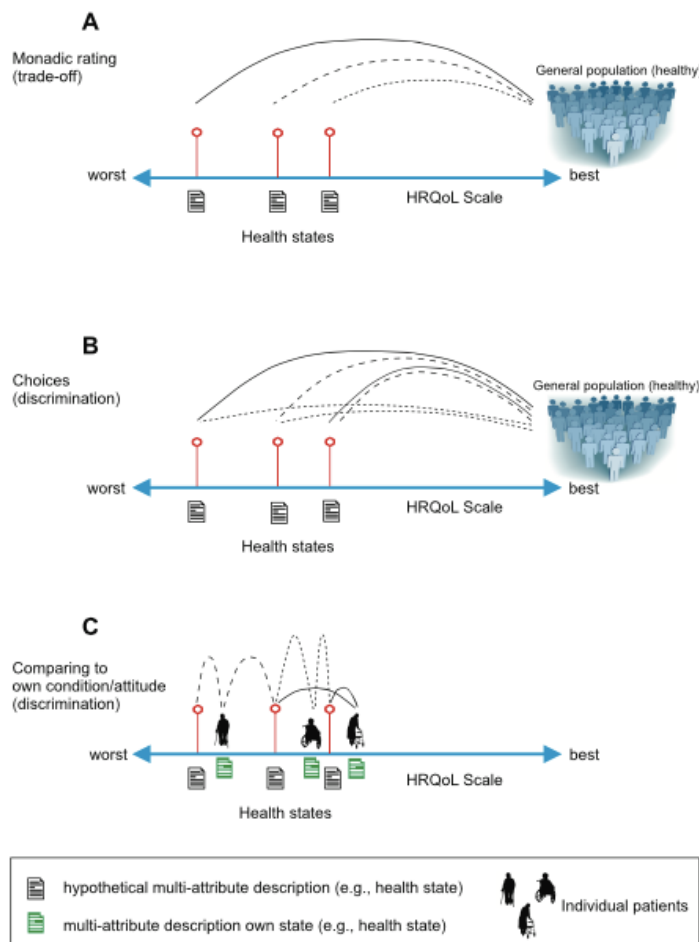 A
Monadic rating
(trade-off)
General population (healthy)
worst
best
HRQoL Scale
Health states
B
Choices
(discrimination)
General population (healthy)
worst
best
HRQoL Scale
Health states
C
Comparing to
own condition/attitude
(discrimination)
worst
best
HRQoL Scale
Health states
hypothetical multi-attribute description (e.g., health state)
multi-attribute description own state (e.g., health state)
Individual patients